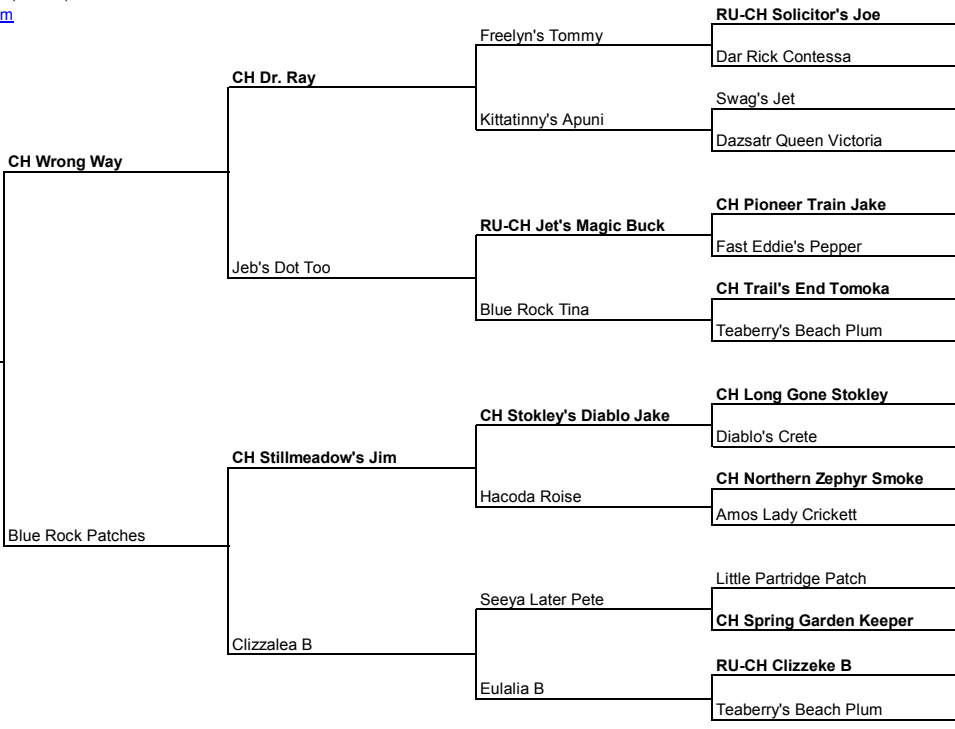 m
RU-CH Solicitor's Joe
Freelyn's Tommy
Dar Rick Contessa
CH Dr. Ray
Swag's Jet
Kittatinny's Apuni
Dazsatr Queen Victoria
CH Wrong Way
CH Pioneer Train Jake
RU-CH Jet's Magic Buck
Fast Eddie's Pepper
Jeb's Dot Too
CH Trail's End Tomoka
Blue Rock Tina
Teaberry's Beach Plum
CH Long Gone Stokley
CH Stokley's Diablo Jake
Diablo's Crete
CH Stillmeadow's Jim
CH Northern Zephyr Smoke
Hacoda Roise
Amos Lady Crickett
Blue Rock Patches
Little Partridge Patch
Seeya Later Pete
CH Spring Garden Keeper
Clizzalea B
RU-CH Clizzeke B
Eulalia B
Teaberry's Beach Plum